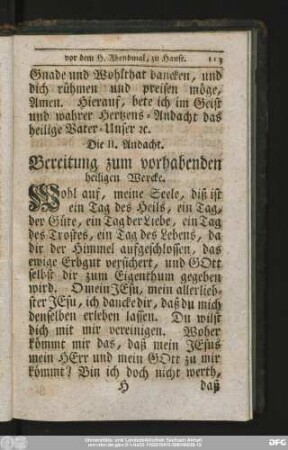 vor dem H. Abendmal, zu Hause. 113
Gnade und Wohlthat dancken, und
dich rühmen und preisen möge,
Amen. Hierauf, bete ich im Geist
und wahrer Hertzens-Andacht das
heilige Vater-Unser ꝛc.
Die II. Andacht.
Bereitung zum vorhabenden
heiligen Wercke.
Wohl auf, meine Seele, diß ist
ein Tag des Heils, ein Tag
der Güte, ein Tag der Liebe, ein Tag
des Trostes, ein Tag des Lebens, da
dir der Himmel aufgeschlossen, das
ewige Erbgut versichert, und GOtt
selbst dir zum Eigenthum gegeben
wird. O mein JEsu, mein allerlieb-
ster JEsu, ich dancke dir, daß du mich
denselben erleben lassen. Du wilst
dich mit mir vereinigen. Woher
kömmt mir das, daß mein JEsus
mein HErr und mein GOtt zu mir
kömmt? Bin ich doch nicht werth,
H daß